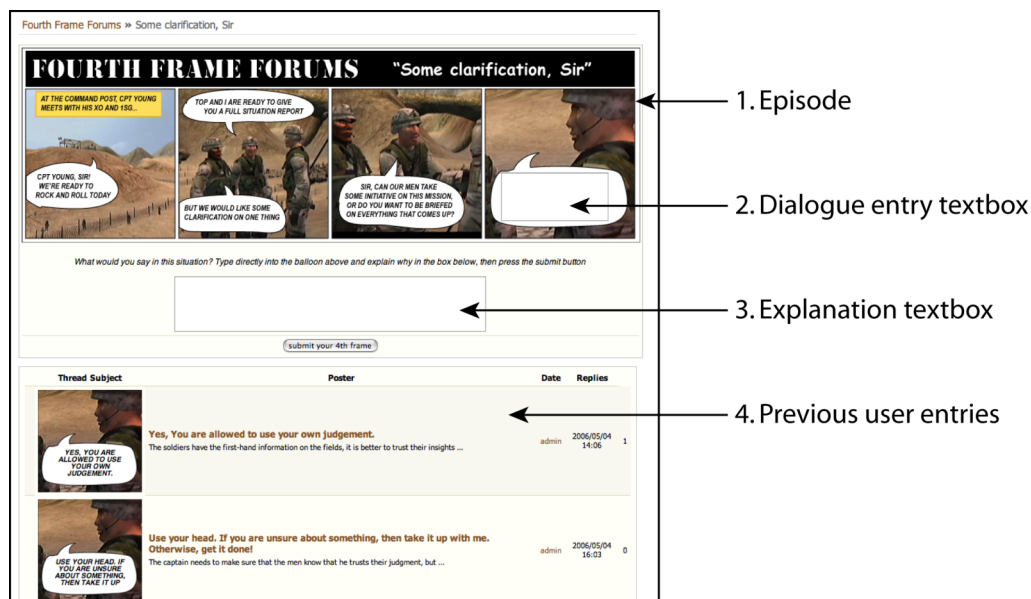 Fourth Frame Forums » Some clarification, Sir
FOURTH FRAME FORUMS "Some clarification, Sir"
AT THE COMMAND POST, CPT YOUNG
MEETS WITH HIS XO AND 1SG...
CPT YOUNG, SIR!
WE'RE READY TO
ROCK AND ROLL TODAY
TOP AND I ARE READY TO GIVE
YOU A FULL SITUATION REPORT
BUT WE WOULD LIKE SOME
CLARIFICATION ON ONE THING
SIR, CAN OUR MEN TAKE
SOME INITIATIVE ON THIS MISSION,
OR DO YOU WANT TO BE BRIEFED
ON EVERYTHING THAT COMES UP?
1. Episode
2. Dialogue entry textbox
What would you say in this situation? Type directly into the balloon above and explain why in the box below, then press the submit button
3. Explanation textbox
submit your 4th frame
Thread Subject Poster Date Replies
4. Previous user entries
YES, YOU ARE
ALLOWED TO USE
YOUR OWN
JUDGEMENT.
Yes, You are allowed to use your own judgement.
The soldiers have the first-hand information on the fields, it is better to trust their insights ...
admin
2006/05/04
14:06
1
USE YOUR HEAD. IF
YOU ARE UNSURE
ABOUT SOMETHING,
THEN TAKE IT UP
Use your head. If you are unsure about something, then take it up with me.
Otherwise, get it done!
The captain needs to make sure that the men know that he trusts their judgment, but ...
admin
2006/05/04
16:03
0